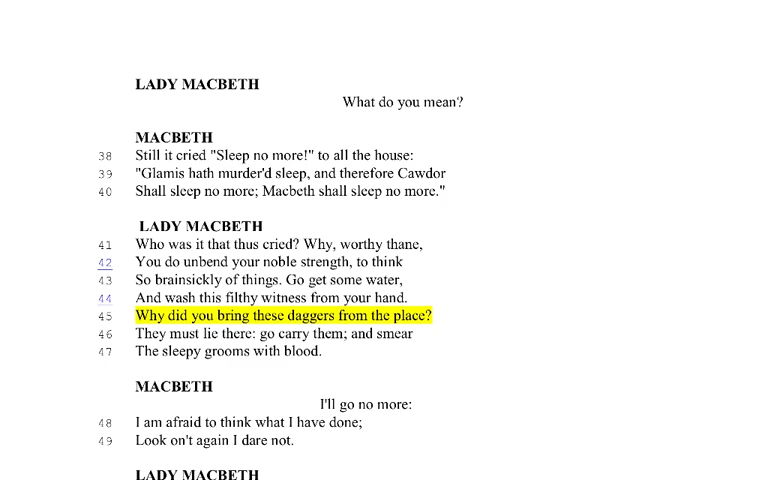 LADY MACBETH
What do you mean?
MACBETH
38 Still it cried "Sleep no more!" to all the house:
39 "Glamis hath murder'd sleep, and therefore Cawdor
40 Shall sleep no more; Macbeth shall sleep no more."
LADY MACBETH
41 Who was it that thus cried? Why, worthy thane,
42 You do unbend your noble strength, to think
43 So brainsickly of things. Go get some water,
44 And wash this filthy witness from your hand.
45 Why did you bring these daggers from the place?
46 They must lie there: go carry them; and smear
47 The sleepy grooms with blood.
MACBETH
I'll go no more:
48 I am afraid to think what I have done;
49 Look on't again I dare not.
LADY MACBETH